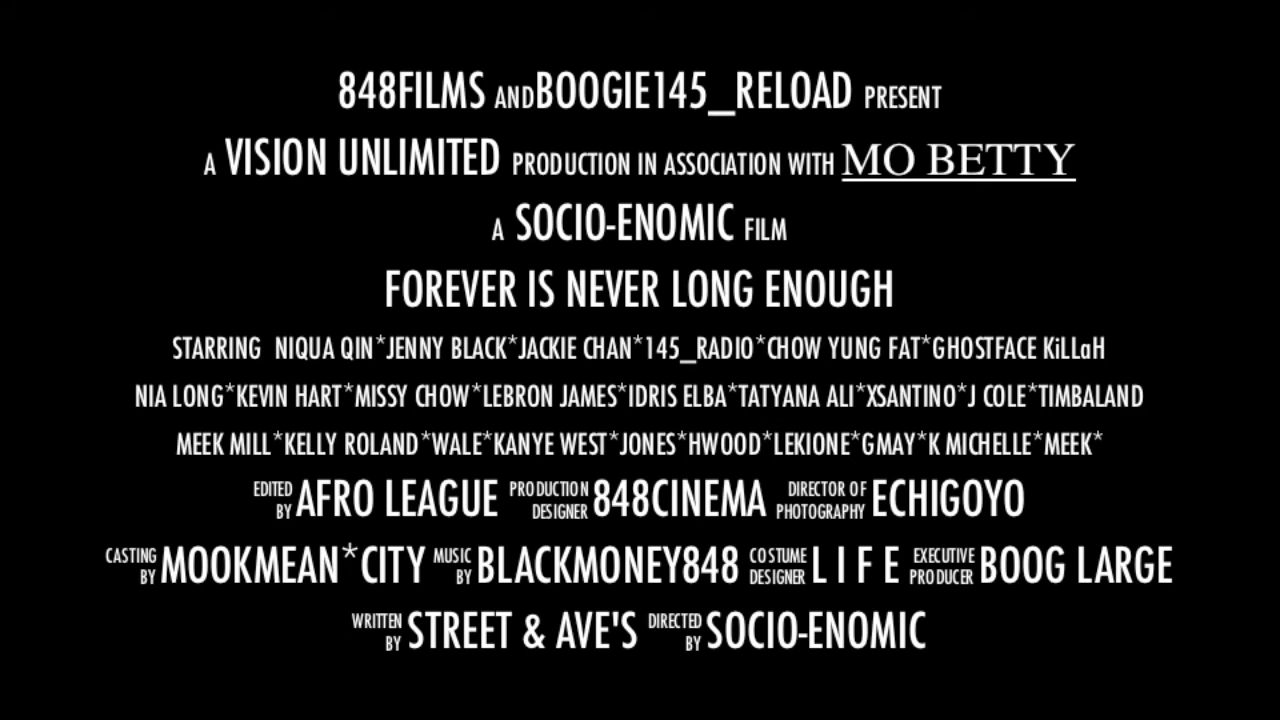 848FILMS ANDBOOGIE145_RELOAD PRESENT
A VISION UNLIMITED PRODUCTION IN ASSOCIATION WITH MO BETTY
A SOCIO-ENOMIC FILM
FOREVER IS NEVER LONG ENOUGH
STARRING NIQUA QIN*JENNY BLACK*JACKIE CHAN*145_RADIO*CHOW YUNG FAT*GHOSTFACE KiLLaH
NIA LONG*KEVIN HART*MISSY CHOW*LEBRON JAMES*IDRIS ELBA*TATYANA ALI*XSANTINO*J COLE*TIMBALAND
MEEK MILL*KELLY ROLAND*WALE*KANYE WEST*JONES*HWOOD*LEKIONE*GMAY*K MICHELLE*MEEK*
EDITED BY AFRO LEAGUE PRODUCTION DESIGNER 848CINEMA DIRECTOR OF PHOTOGRAPHY ECHIGOYO
CASTING BY MOOKMEAN*CITY MUSIC BY BLACKMONEY848 COSTUME DESIGNER L I F E EXECUTIVE PRODUCER BOOG LARGE
WRITTEN BY STREET & AVE'S DIRECTED BY SOCIO-ENOMIC